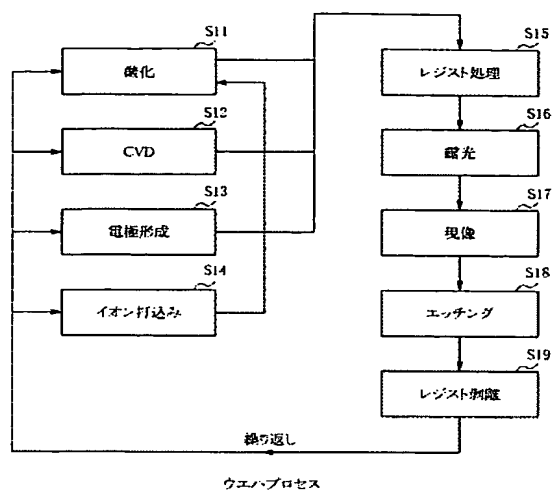 S11
酸化
S12
CVD
S13
電極形成
S14
イオン打込み
S15
レジスト処理
S16
露光
S17
現像
S18
エッチング
S19
レジスト剥離
繰り返し
ウエハプロセス